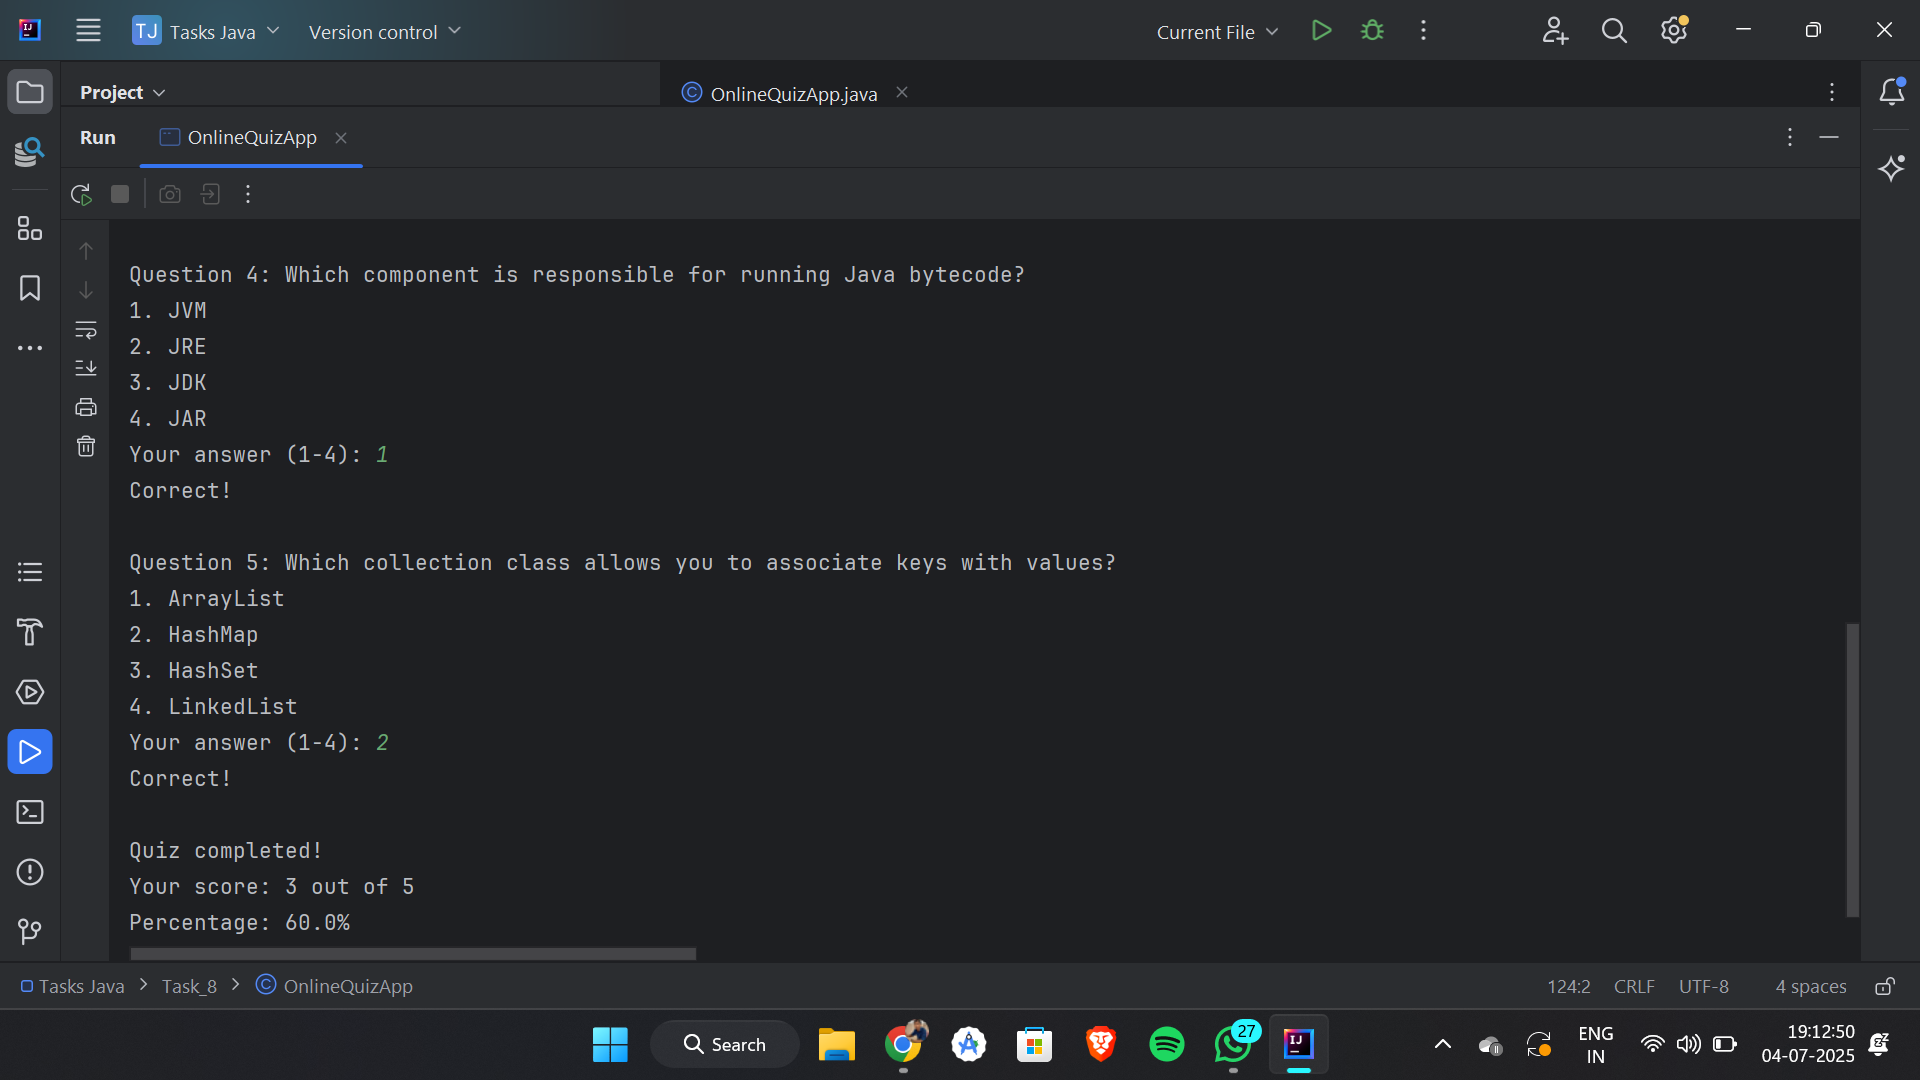 TJ Tasks Java Version control Current File
Project
OnlineQuizApp.java
Run OnlineQuizApp
Question 4: Which component is responsible for running Java bytecode?
1. JVM
2. JRE
3. JDK
4. JAR
Your answer (1-4): 1
Correct!
Question 5: Which collection class allows you to associate keys with values?
1. ArrayList
2. HashMap
3. HashSet
4. LinkedList
Your answer (1-4): 2
Correct!
Quiz completed!
Your score: 3 out of 5
Percentage: 60.0%
Tasks Java > Task_8 > OnlineQuizApp 124:2 CRLF UTF-8 4 spaces
Search
27
IJ
ENG
IN
19:12:50
04-07-2025